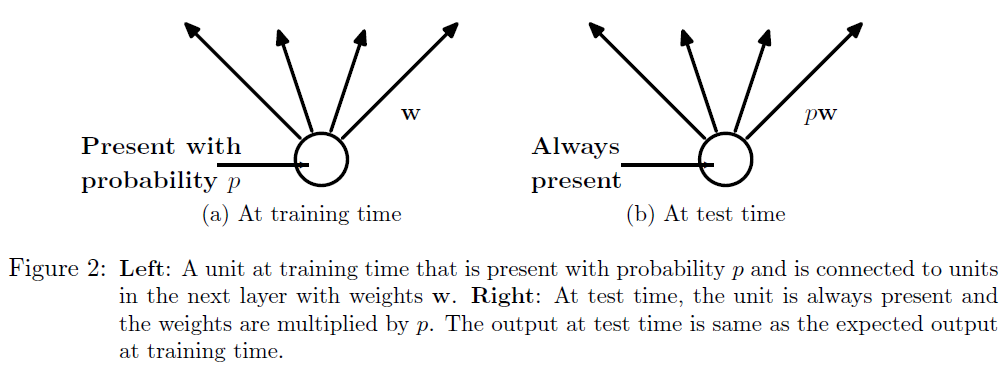 w
Present with
probability p
(a) At training time
pw
Always
present
(b) At test time
Figure 2: Left: A unit at training time that is present with probability p and is connected to units
in the next layer with weights w. Right: At test time, the unit is always present and
the weights are multiplied by p. The output at test time is same as the expected output
at training time.